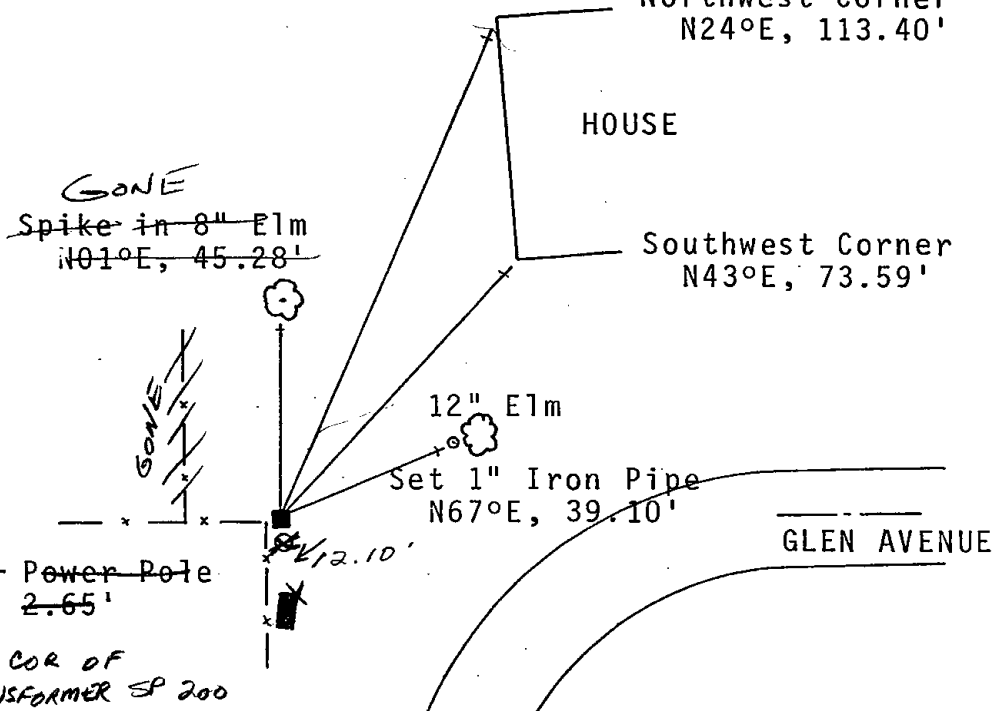 Northwest Corner
N24°E, 113.40'
HOUSE
GONE
Spike in 8" Elm
N01°E, 45.28'
Southwest Corner
N43°E, 73.59'
GONE
12" Elm
Set 1" Iron Pipe
N67°E, 39.10'
GLEN AVENUE
12.10'
Power Pole
2.65'
COR OF
SP 200